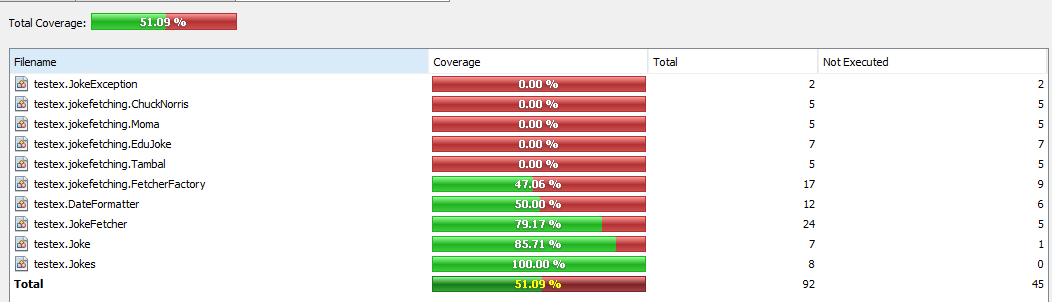 Total Coverage: 51.09 %
Filename Coverage Total Not Executed
testex.JokeException 0.00 % 2 2
testex.jokefetching.ChuckNorris 0.00 % 5 5
testex.jokefetching.Moma 0.00 % 5 5
testex.jokefetching.EduJoke 0.00 % 7 7
testex.jokefetching.Tambal 0.00 % 5 5
testex.jokefetching.FetcherFactory 47.06 % 17 9
testex.DateFormatter 50.00 % 12 6
testex.JokeFetcher 79.17 % 24 5
testex.Joke 85.71 % 7 1
testex.Jokes 100.00 % 8 0
Total 51.09 % 92 45